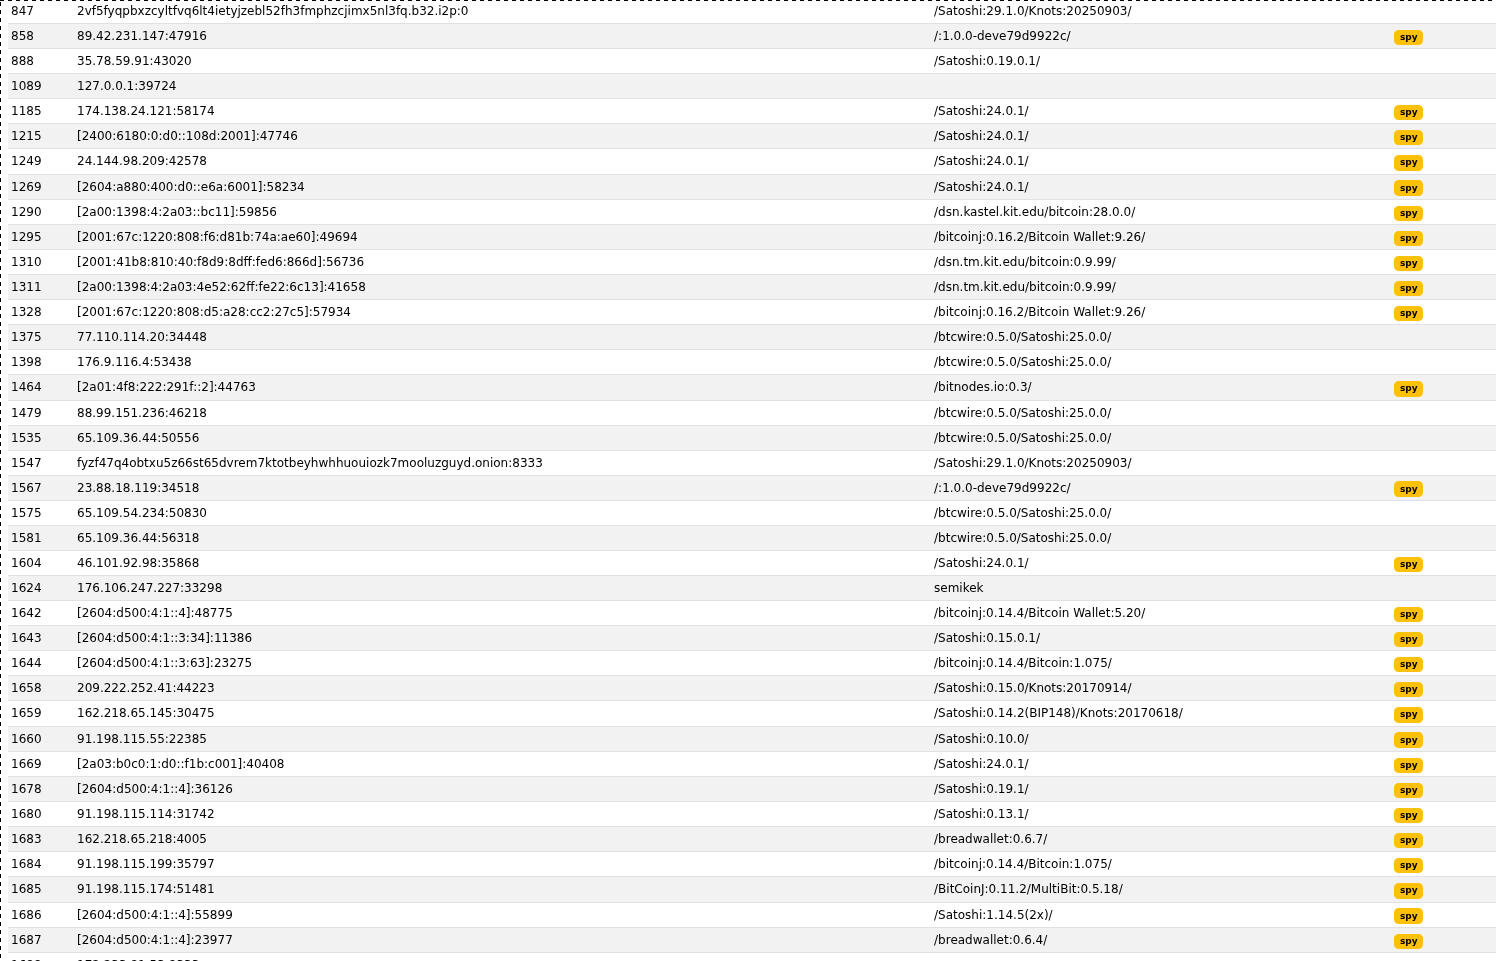 847 2vf5fyqpbxzcyltfvq6lt4ietyjzebl52fh3fmphzcjimx5nl3fq.b32.i2p:0 /Satoshi:29.1.0/Knots:20250903/
858 89.42.231.147:47916 /:1.0.0-deve79d9922c/ spy
888 35.78.59.91:43020 /Satoshi:0.19.0.1/
1089 127.0.0.1:39724
1185 174.138.24.121:58174 /Satoshi:24.0.1/ spy
1215 [2400:6180:0:d0::108d:2001]:47746 /Satoshi:24.0.1/ spy
1249 24.144.98.209:42578 /Satoshi:24.0.1/ spy
1269 [2604:a880:400:d0::e6a:6001]:58234 /Satoshi:24.0.1/ spy
1290 [2a00:1398:4:2a03::bc11]:59856 /dsn.kastel.kit.edu/bitcoin:28.0.0/ spy
1295 [2001:67c:1220:808:f6:d81b:74a:ae60]:49694 /bitcoinj:0.16.2/Bitcoin Wallet:9.26/ spy
1310 [2001:41b8:810:40:f8d9:8dff:fed6:866d]:56736 /dsn.tm.kit.edu/bitcoin:0.9.99/ spy
1311 [2a00:1398:4:2a03:4e52:62ff:fe22:6c13]:41658 /dsn.tm.kit.edu/bitcoin:0.9.99/ spy
1328 [2001:67c:1220:808:d5:a28:cc2:27c5]:57934 /bitcoinj:0.16.2/Bitcoin Wallet:9.26/ spy
1375 77.110.114.20:34448 /btcwire:0.5.0/Satoshi:25.0.0/
1398 176.9.116.4:53438 /btcwire:0.5.0/Satoshi:25.0.0/
1464 [2a01:4f8:222:291f::2]:44763 /bitnodes.io:0.3/ spy
1479 88.99.151.236:46218 /btcwire:0.5.0/Satoshi:25.0.0/
1535 65.109.36.44:50556 /btcwire:0.5.0/Satoshi:25.0.0/
1547 fyzf47q4obtxu5z66st65dvrem7ktotbeyhwhhuouiozk7mooluzguyd.onion:8333 /Satoshi:29.1.0/Knots:20250903/
1567 23.88.18.119:34518 /:1.0.0-deve79d9922c/ spy
1575 65.109.54.234:50830 /btcwire:0.5.0/Satoshi:25.0.0/
1581 65.109.36.44:56318 /btcwire:0.5.0/Satoshi:25.0.0/
1604 46.101.92.98:35868 /Satoshi:24.0.1/ spy
1624 176.106.247.227:33298 semikek
1642 [2604:d500:4:1::4]:48775 /bitcoinj:0.14.4/Bitcoin Wallet:5.20/ spy
1643 [2604:d500:4:1::3:34]:11386 /Satoshi:0.15.0.1/ spy
1644 [2604:d500:4:1::3:63]:23275 /bitcoinj:0.14.4/Bitcoin:1.075/ spy
1658 209.222.252.41:44223 /Satoshi:0.15.0/Knots:20170914/ spy
1659 162.218.65.145:30475 /Satoshi:0.14.2(BIP148)/Knots:20170618/ spy
1660 91.198.115.55:22385 /Satoshi:0.10.0/ spy
1669 [2a03:b0c0:1:d0::f1b:c001]:40408 /Satoshi:24.0.1/ spy
1678 [2604:d500:4:1::4]:36126 /Satoshi:0.19.1/ spy
1680 91.198.115.114:31742 /Satoshi:0.13.1/ spy
1683 162.218.65.218:4005 /breadwallet:0.6.7/ spy
1684 91.198.115.199:35797 /bitcoinj:0.14.4/Bitcoin:1.075/ spy
1685 91.198.115.174:51481 /BitCoinJ:0.11.2/MultiBit:0.5.18/ spy
1686 [2604:d500:4:1::4]:55899 /Satoshi:1.14.5(2x)/ spy
1687 [2604:d500:4:1::4]:23977 /breadwallet:0.6.4/ spy